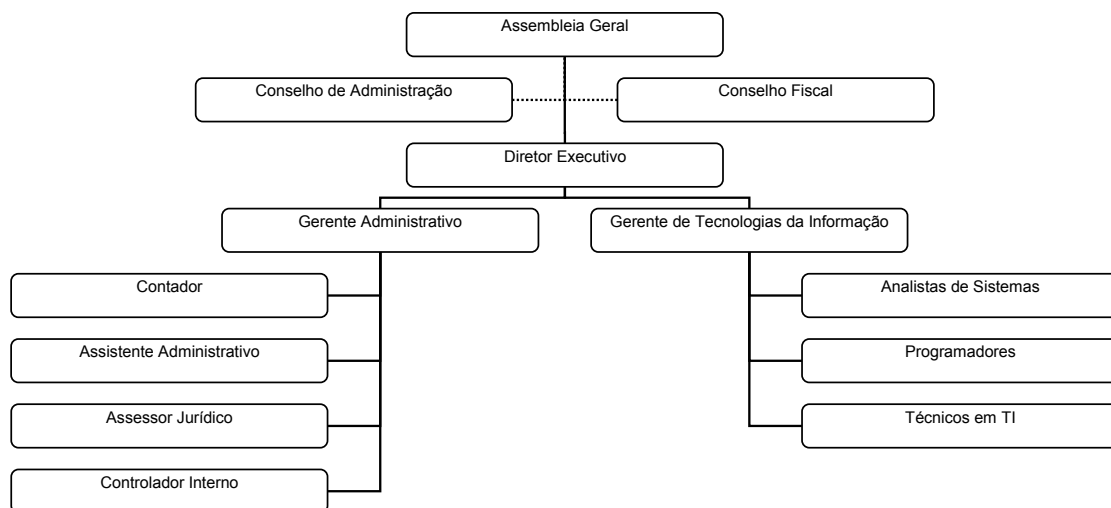 Assembleia Geral
Conselho de Administração
Conselho Fiscal
Diretor Executivo
Gerente Administrativo
Gerente de Tecnologias da Informação
Contador
Analistas de Sistemas
Assistente Administrativo
Programadores
Assessor Jurídico
Técnicos em TI
Controlador Interno